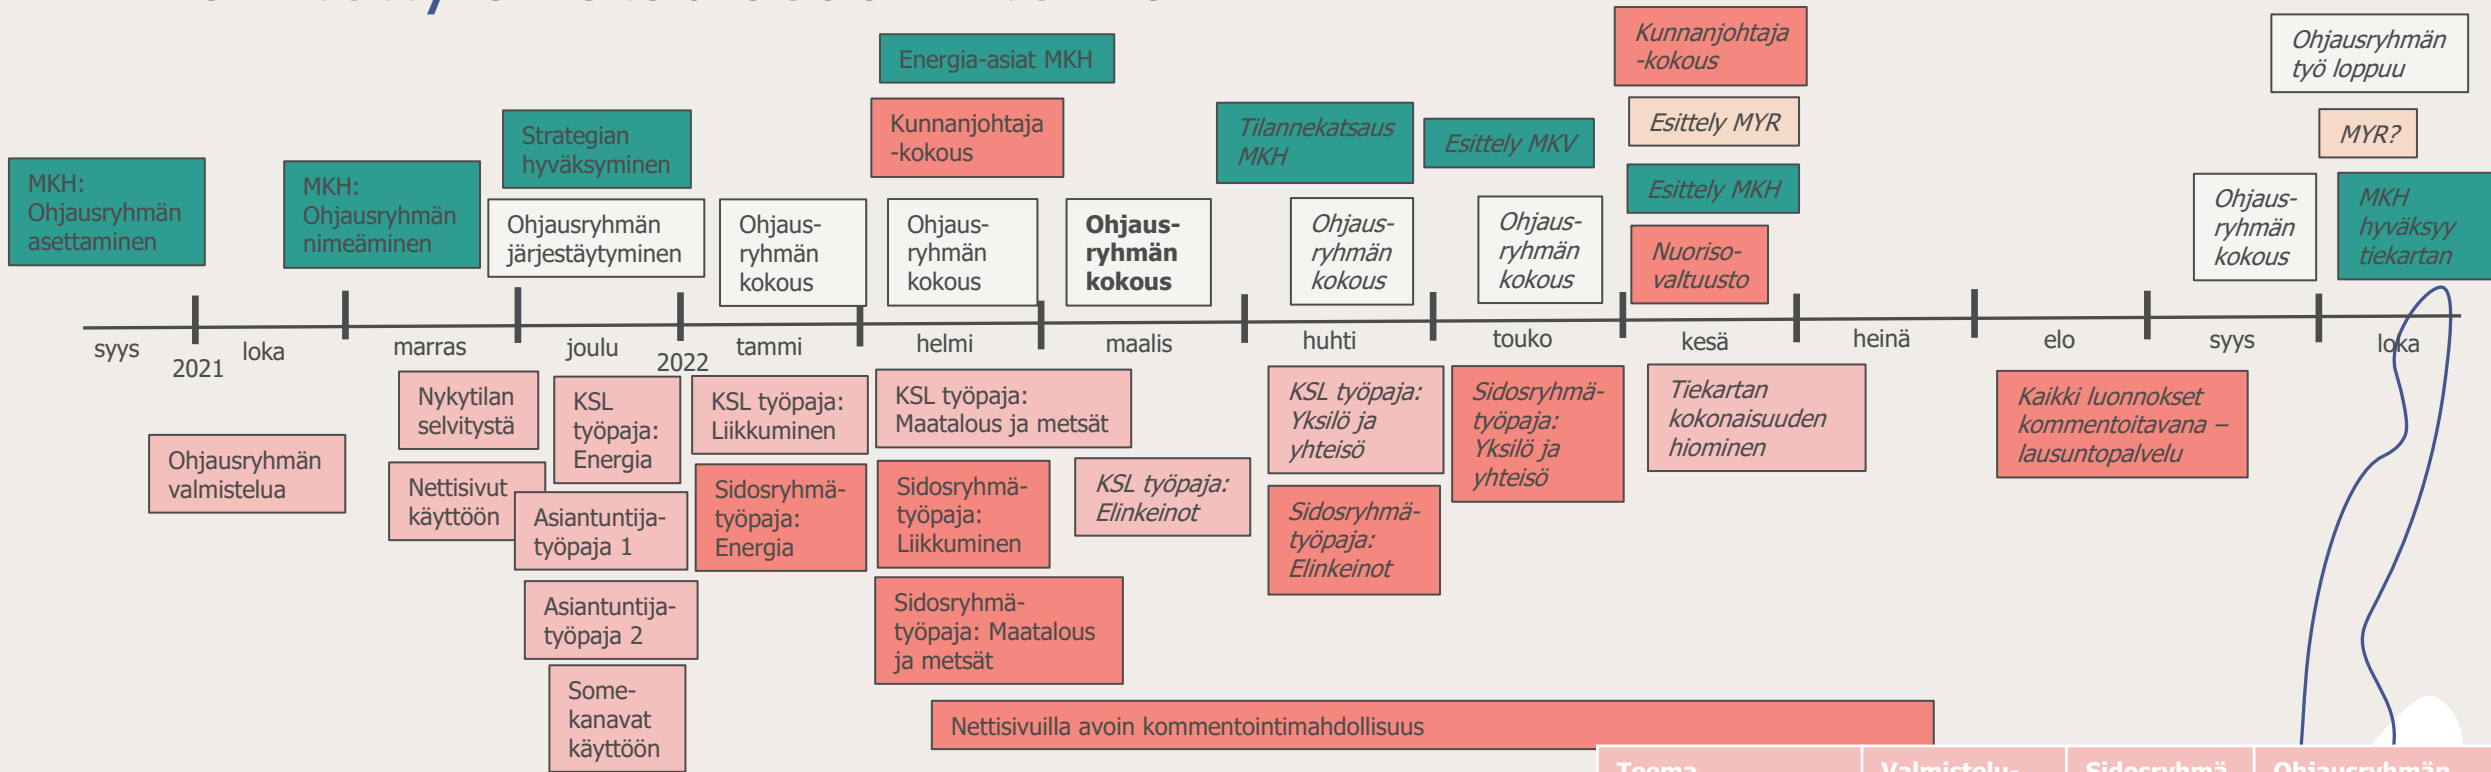 Energia-asiat MKH
Kunnanjohtaja
-kokous
Ohjausryhmän
työ loppuu
Strategian
hyväksyminen
Kunnanjohtaja
-kokous
Tilannekatsaus
MKH
Esittely MKV
Esittely MYR
MYR?
MKH:
Ohjausryhmän
asettaminen
MKH:
Ohjausryhmän
nimeäminen
Esittely MKH
MKH
hyväksyy
tiekartan
Ohjausryhmän
järjestäytyminen
Ohjaus-
ryhmän
kokous
Ohjaus-
ryhmän
kokous
Ohjaus-
ryhmän
kokous
Ohjaus-
ryhmän
kokous
Ohjaus-
ryhmän
kokous
Nuoriso-
valtuusto
Ohjaus-
ryhmän
kokous
syys
2021
loka
marras
joulu
2022
tammi
helmi
maalis
huhti
touko
kesä
heinä
elo
syys
loka
Ohjausryhmän
valmistelua
Nykytilan
selvitystä
Nettisivut
käyttöön
KSL
työpaja:
Energia
Asiantuntija-
työpaja 1
Asiantuntija-
työpaja 2
Some-
kanavat
käyttöön
KSL työpaja:
Liikkuminen
Sidosryhmä-
työpaja:
Energia
KSL työpaja:
Maatalous ja metsät
Sidosryhmä-
työpaja:
Liikkuminen
Sidosryhmä-
työpaja: Maatalous
ja metsät
KSL työpaja:
Elinkeinot
KSL työpaja:
Yksilö ja
yhteisö
Sidosryhmä-
työpaja:
Elinkeinot
Sidosryhmä-
työpaja:
Yksilö ja
yhteisö
Tiekartan
kokonaisuuden
hiominen
Kaikki luonnokset
kommentoitavana –
lausuntopalvelu
Nettisivuilla avoin kommentointimahdollisuus
Teema Valmistelu- Sidosryhmä Ohjausryhmän